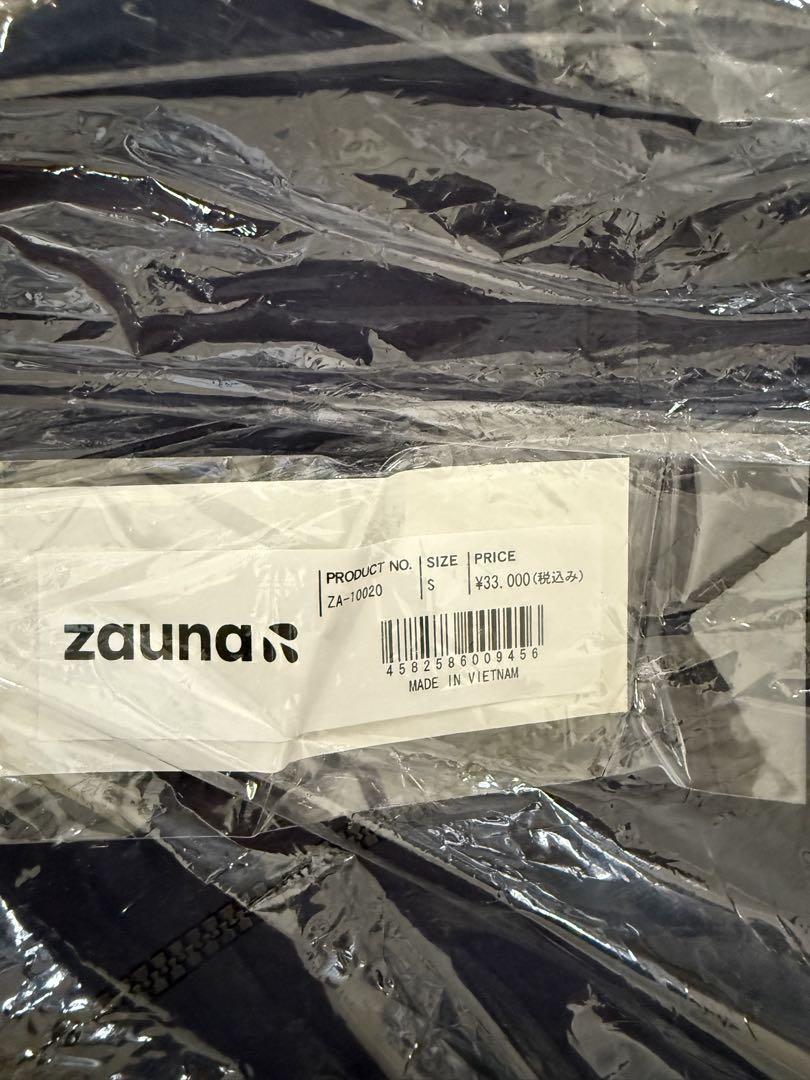 zauna
PRODUCT NO. SIZE PRICE
ZA-10020 S ¥33.000(税込み)
4582586009456
MADE IN VIETNAM